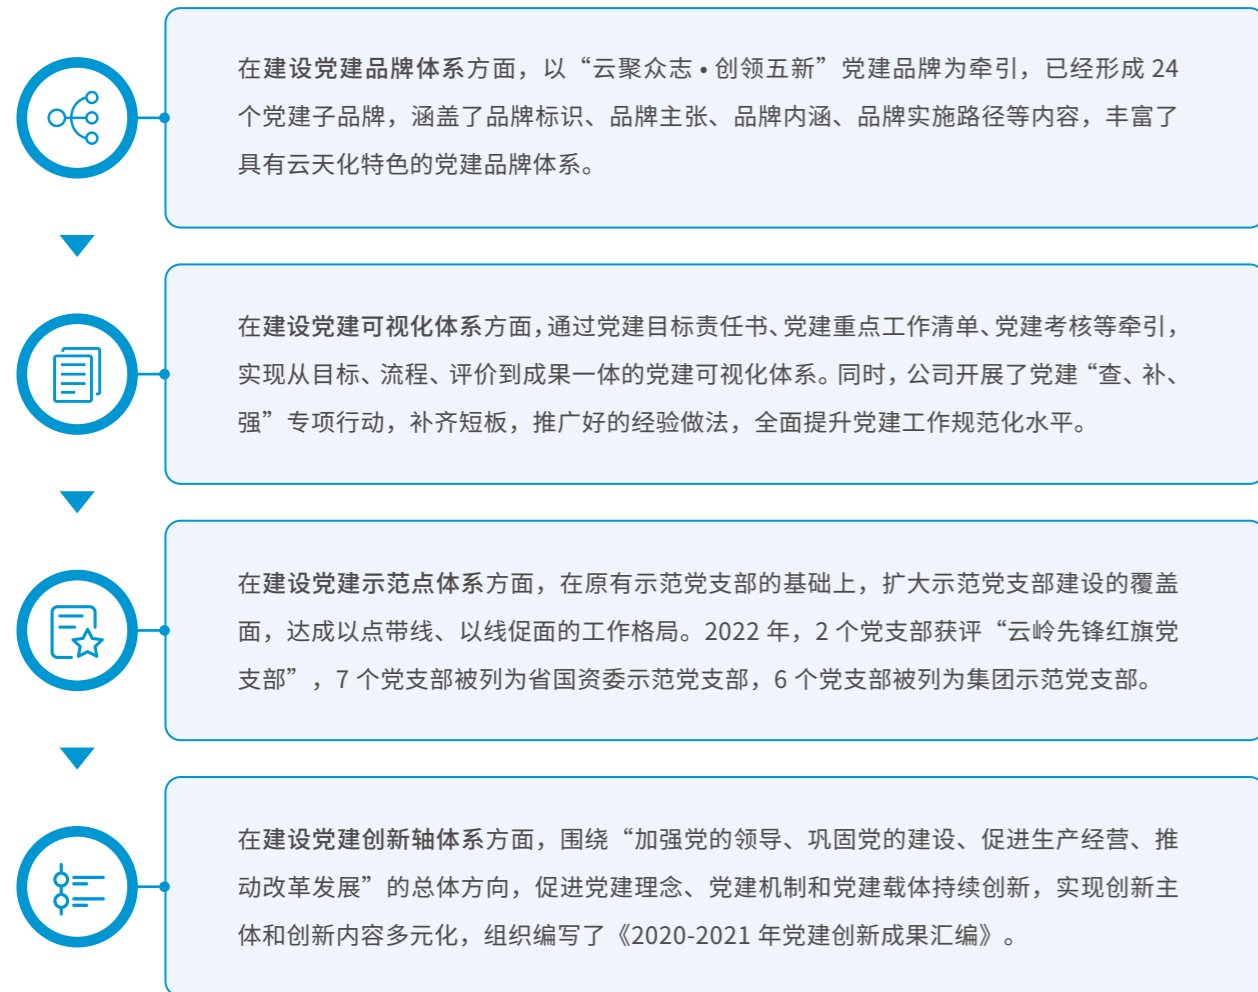 在建设党建品牌体系方面，以“云聚众志•创领五新”党建品牌为牵引，已经形成 24
个党建子品牌，涵盖了品牌标识、品牌主张、品牌内涵、品牌实施路径等内容，丰富了
具有云天化特色的党建品牌体系。
在建设党建可视化体系方面，通过党建目标责任书、党建重点工作清单、党建考核等牵引，
实现从目标、流程、评价到成果一体的党建可视化体系。同时，公司开展了党建“查、补、
强”专项行动，补齐短板，推广好的经验做法，全面提升党建工作规范化水平。
在建设党建示范点体系方面，在原有示范党支部的基础上，扩大示范党支部建设的覆盖
面，达成以点带线、以线促面的工作格局。2022 年，2 个党支部获评“云岭先锋红旗党
支部”，7 个党支部被列为省国资委示范党支部，6 个党支部被列为集团示范党支部。
在建设党建创新轴体系方面，围绕“加强党的领导、巩固党的建设、促进生产经营、推
动改革发展”的总体方向，促进党建理念、党建机制和党建载体持续创新，实现创新主
体和创新内容多元化，组织编写了《2020-2021 年党建创新成果汇编》。